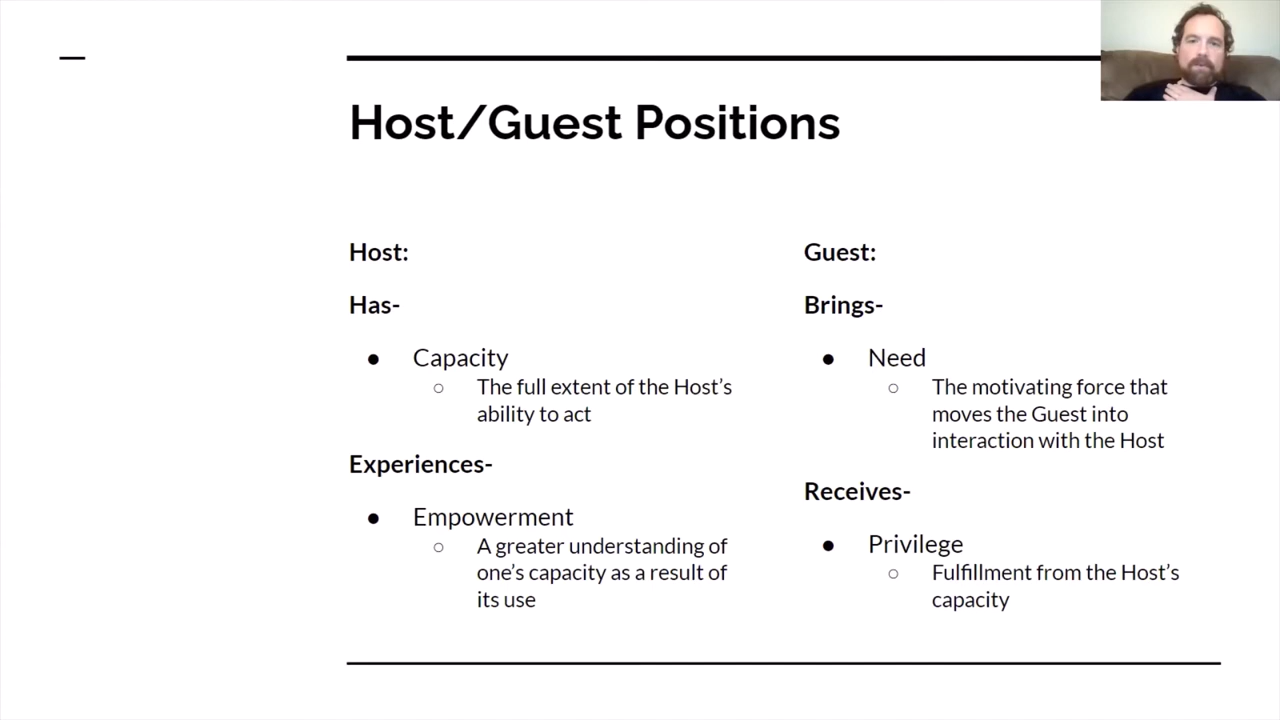 Host/Guest Positions
Host:
Has-
● Capacity
○ The full extent of the Host’s
ability to act
Experiences-
● Empowerment
○ A greater understanding of
one’s capacity as a result of
its use
Guest:
Brings-
● Need
○ The motivating force that
moves the Guest into
interaction with the Host
Receives-
● Privilege
○ Fulfillment from the Host’s
capacity